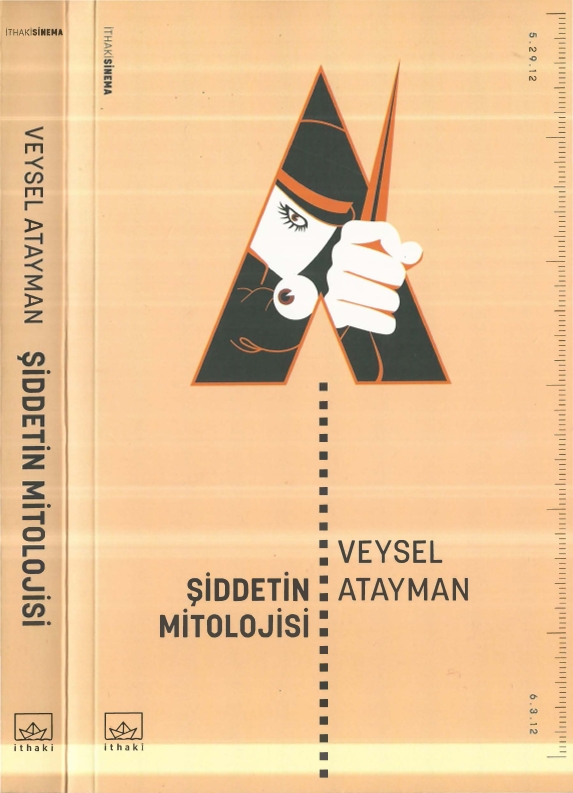 İTHAKİSİNEMA
VEYSEL ATAYMAN ŞİDDETİN MİTOLOJİSİ
ithaki
İTHAKİSİNEMA
5.29.12
VEYSEL
ATAYMAN
ŞİDDETİN
MİTOLOJİSİ
6.3.12
ithaki